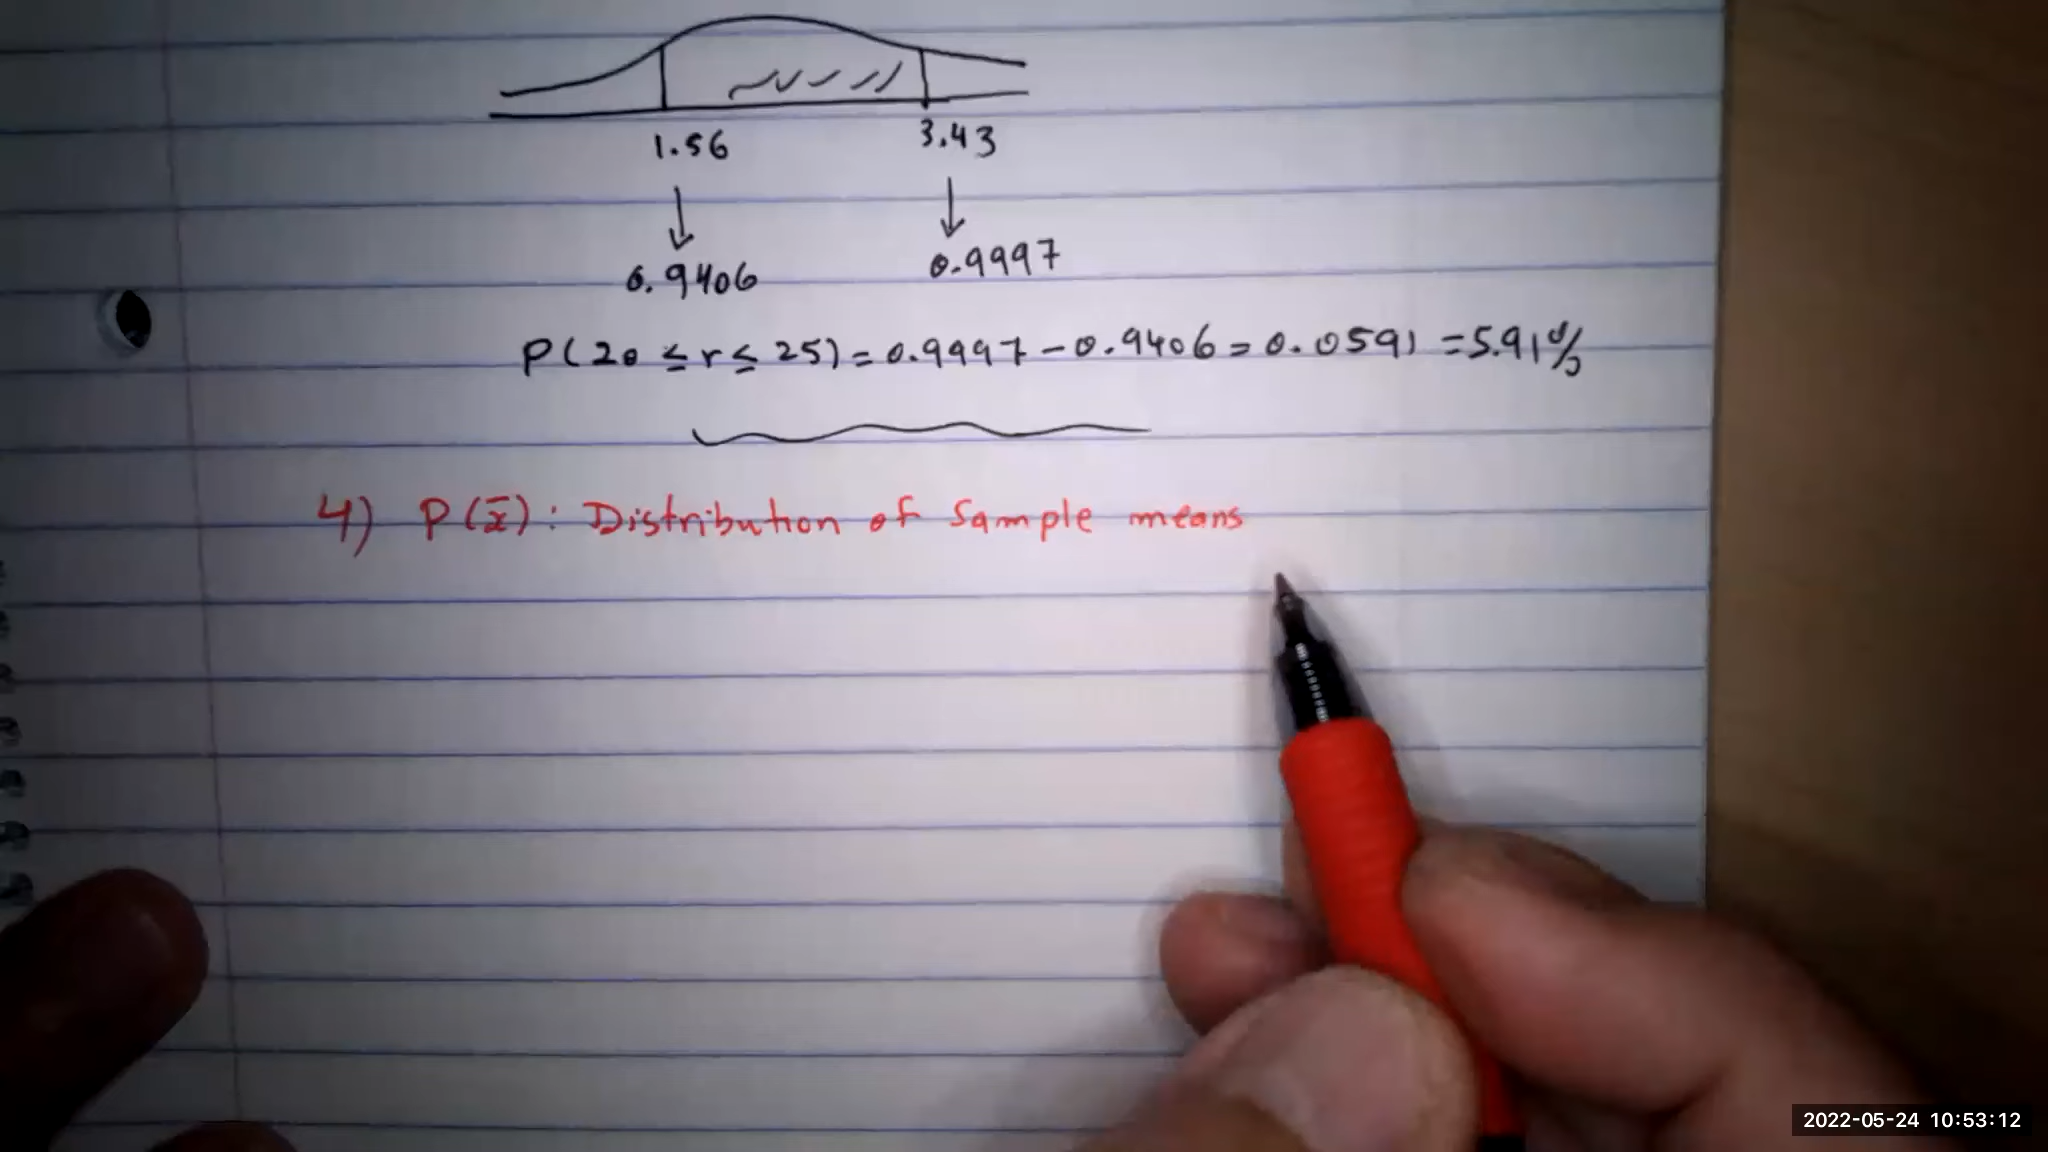 1.56 3.43
0.9406 0.9997
P(20 ≤ r ≤ 25) = 0.9997 - 0.9406 = 0.0591 = 5.91%
4) P(x̄): Distribution of Sample means
2022-05-24 10:53:12